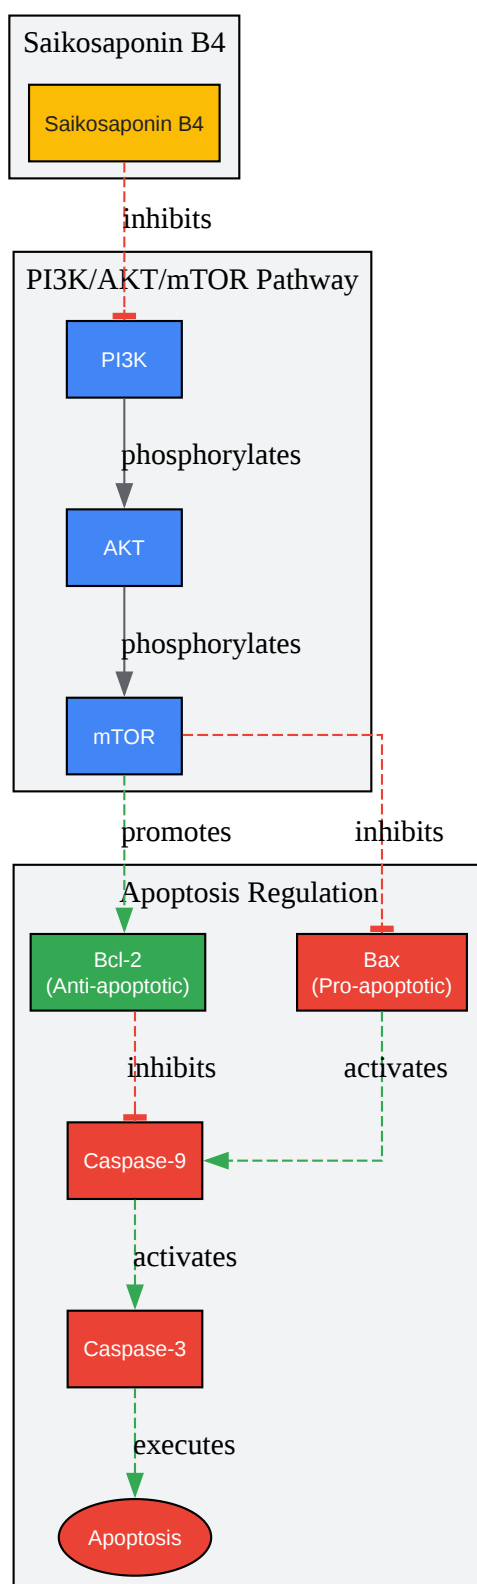 Saikosaponin B4
Saikosaponin B4
inhibits
PI3K/AKT/mTOR Pathway
PI3K
phosphorylates
AKT
phosphorylates
mTOR
promotes
inhibits
Apoptosis Regulation
Bcl-2
(Anti-apoptotic)
Bax
(Pro-apoptotic)
inhibits
activates
Caspase-9
activates
Caspase-3
executes
Apoptosis